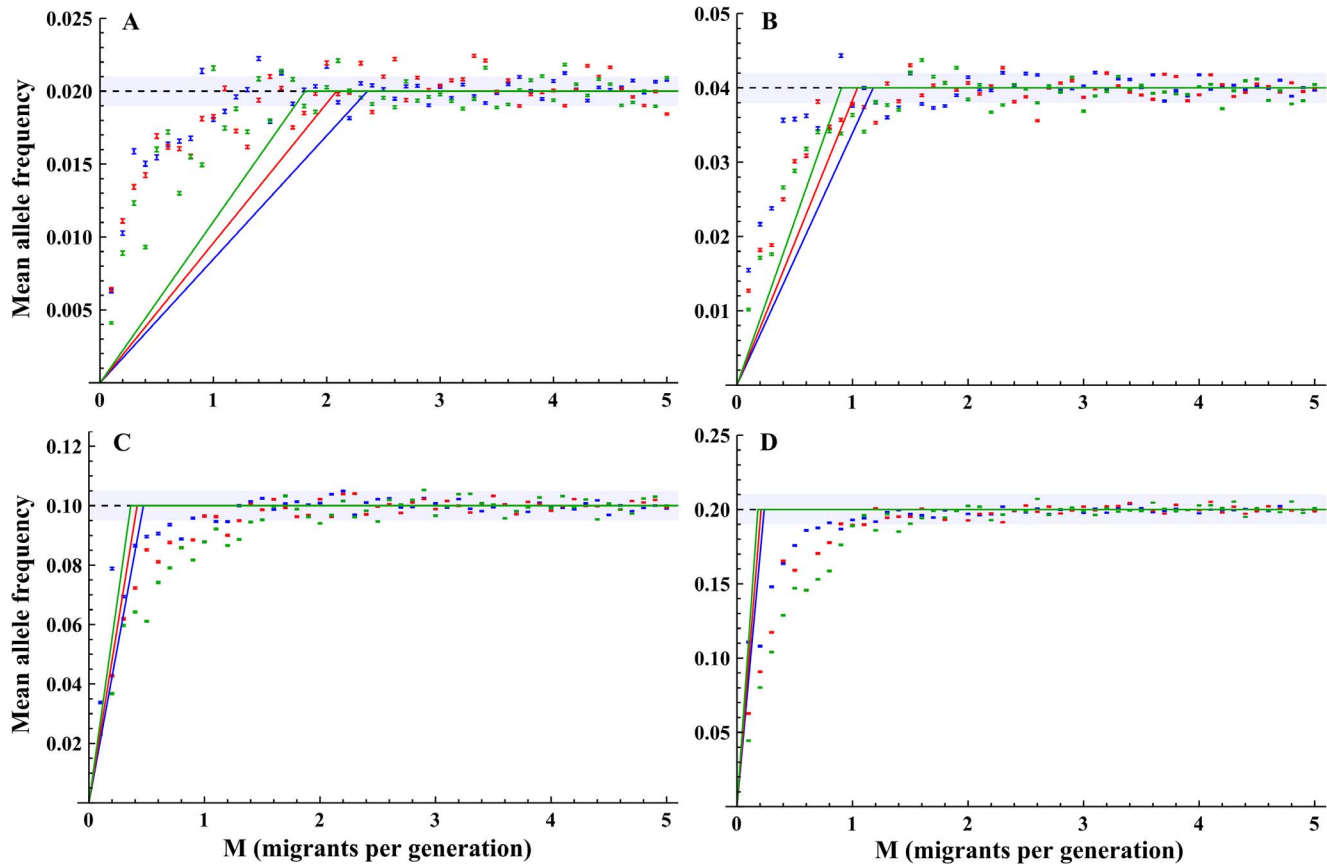 A
Mean allele frequency
0.025
0.020
0.015
0.010
0.005
0 1 2 3 4 5
B
0.05
0.04
0.03
0.02
0.01
0 1 2 3 4 5
C
Mean allele frequency
0.12
0.10
0.08
0.06
0.04
0.02
0 1 2 3 4 5
M (migrants per generation)
D
0.25
0.20
0.15
0.10
0.05
0 1 2 3 4 5
M (migrants per generation)